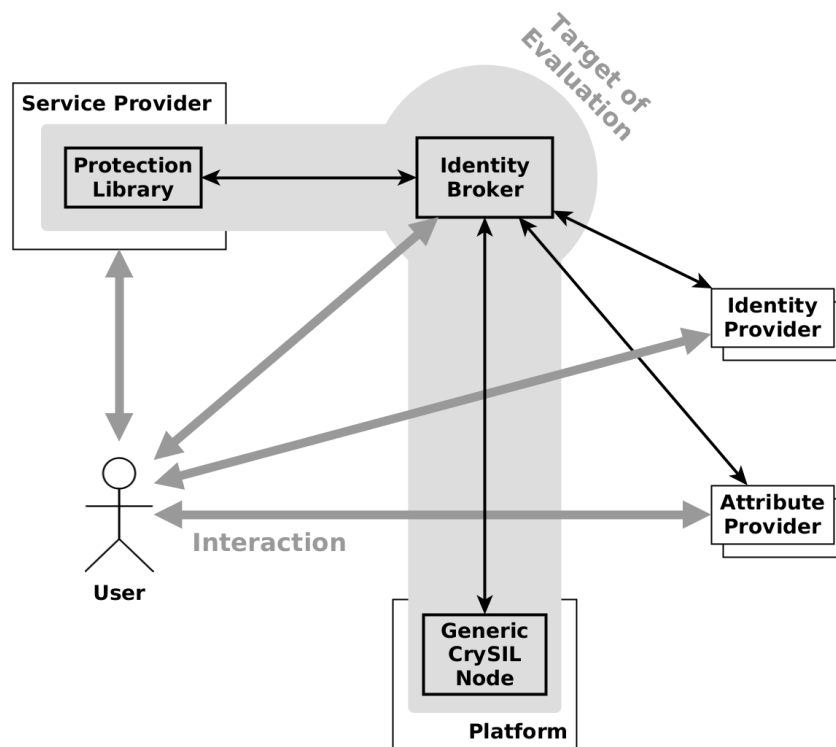 Target of
Evaluation
Service Provider
Protection
Library
Identity
Broker
Identity
Provider
Attribute
Provider
Interaction
User
Generic
CrySIL
Node
Platform